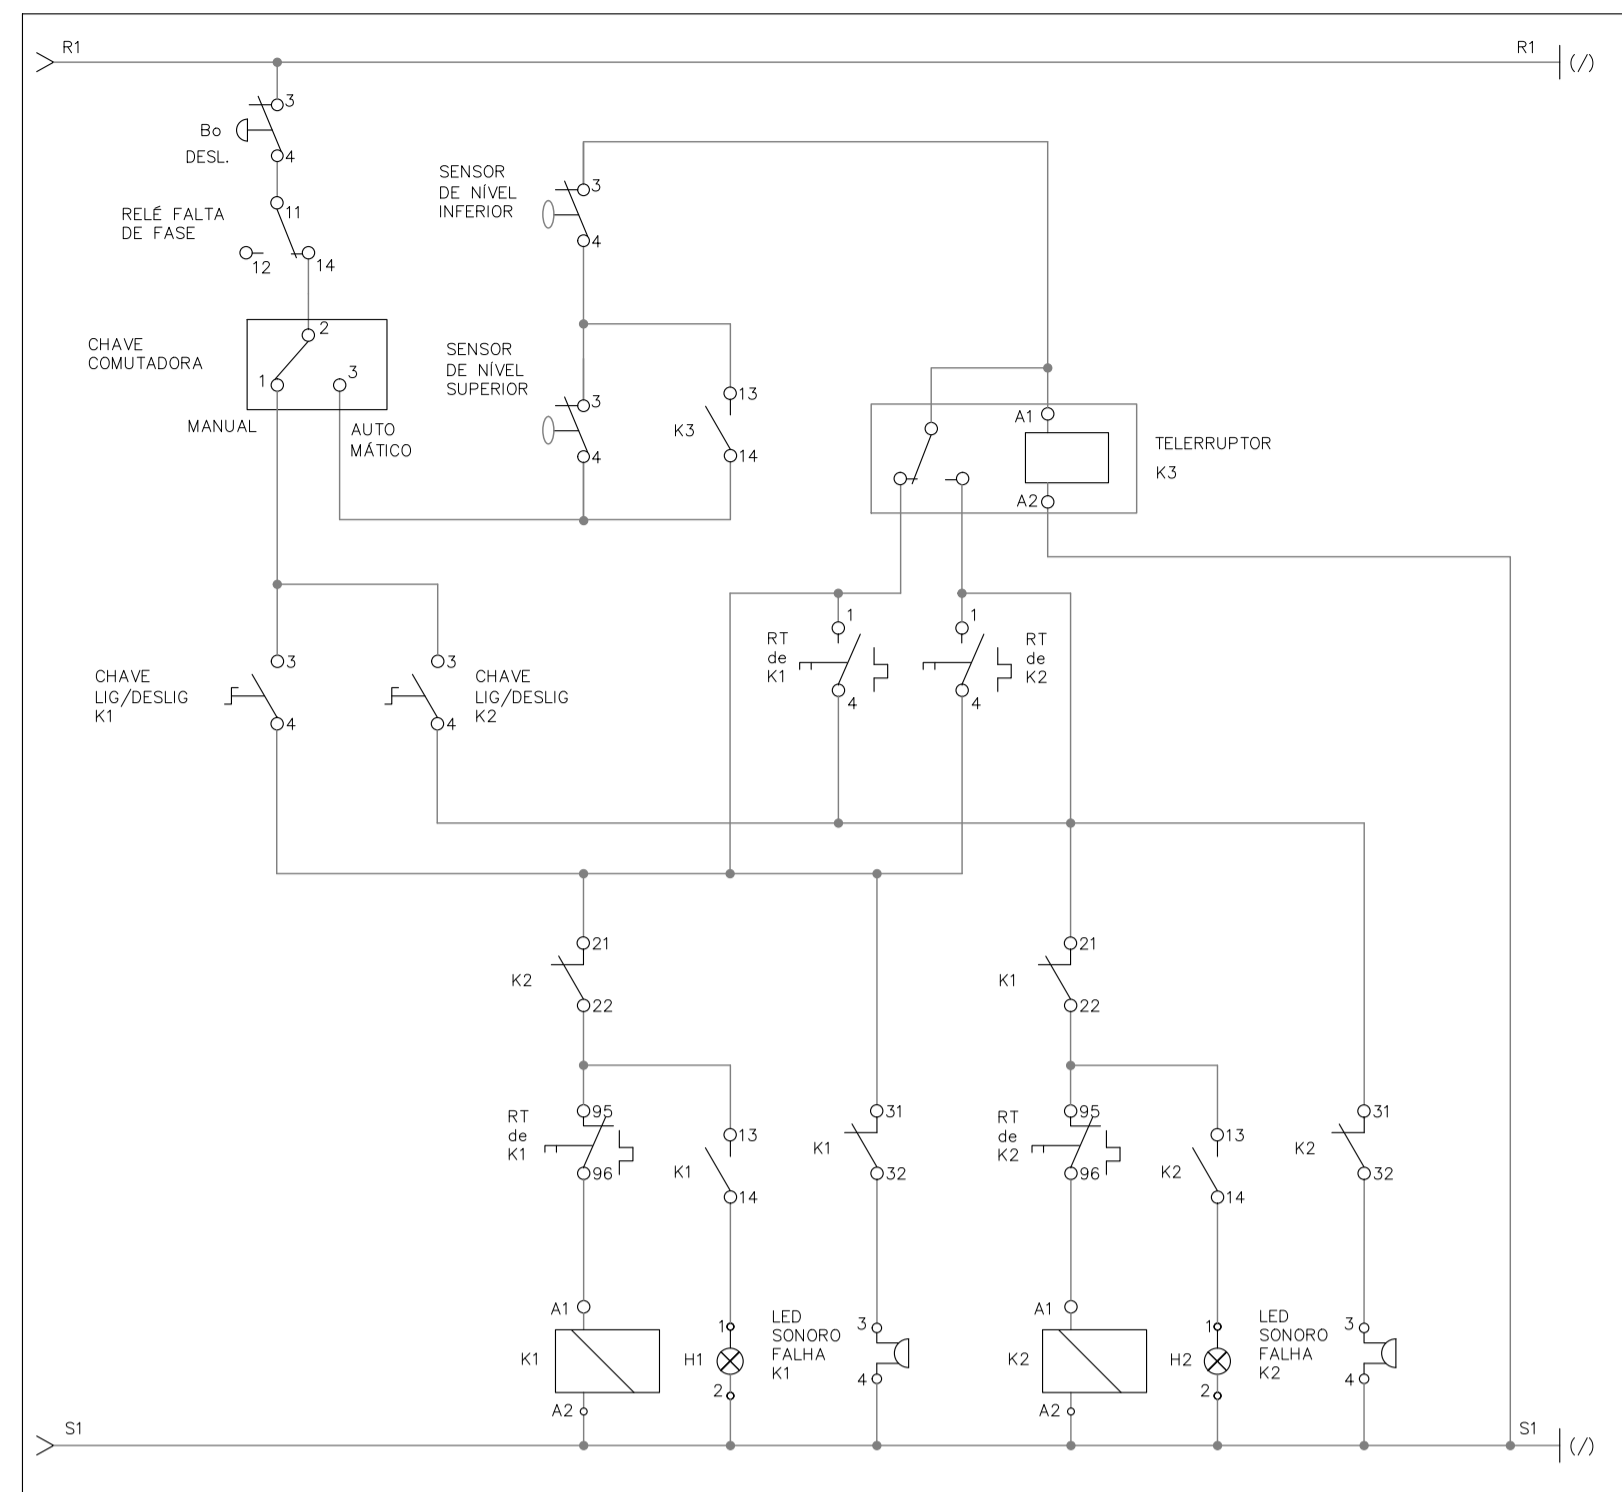 R1
R1
(/)
3
Bo
DESL.
4
RELÉ FALTA
DE FASE
11
12
14
CHAVE
COMUTADORA
2
1
3
MANUAL
AUTO
MÁTICO
SENSOR
DE NÍVEL
INFERIOR
3
4
SENSOR
DE NÍVEL
SUPERIOR
3
4
K3
13
14
A1
A2
TELERRUPTOR
K3
CHAVE
LIG/DESLIG
K1
3
4
3
4
CHAVE
LIG/DESLIG
K2
RT
de
K1
1
4
1
4
RT
de
K2
K2
21
22
K1
21
22
RT
de
K1
95
96
K1
13
14
K1
31
32
RT
de
K2
95
96
K2
13
14
K2
31
32
A1
K1
A2
1
H1
2
LED
SONORO
FALHA
K1
3
4
A1
K2
A2
1
H2
2
LED
SONORO
FALHA
K2
3
4
S1
S1
(/)